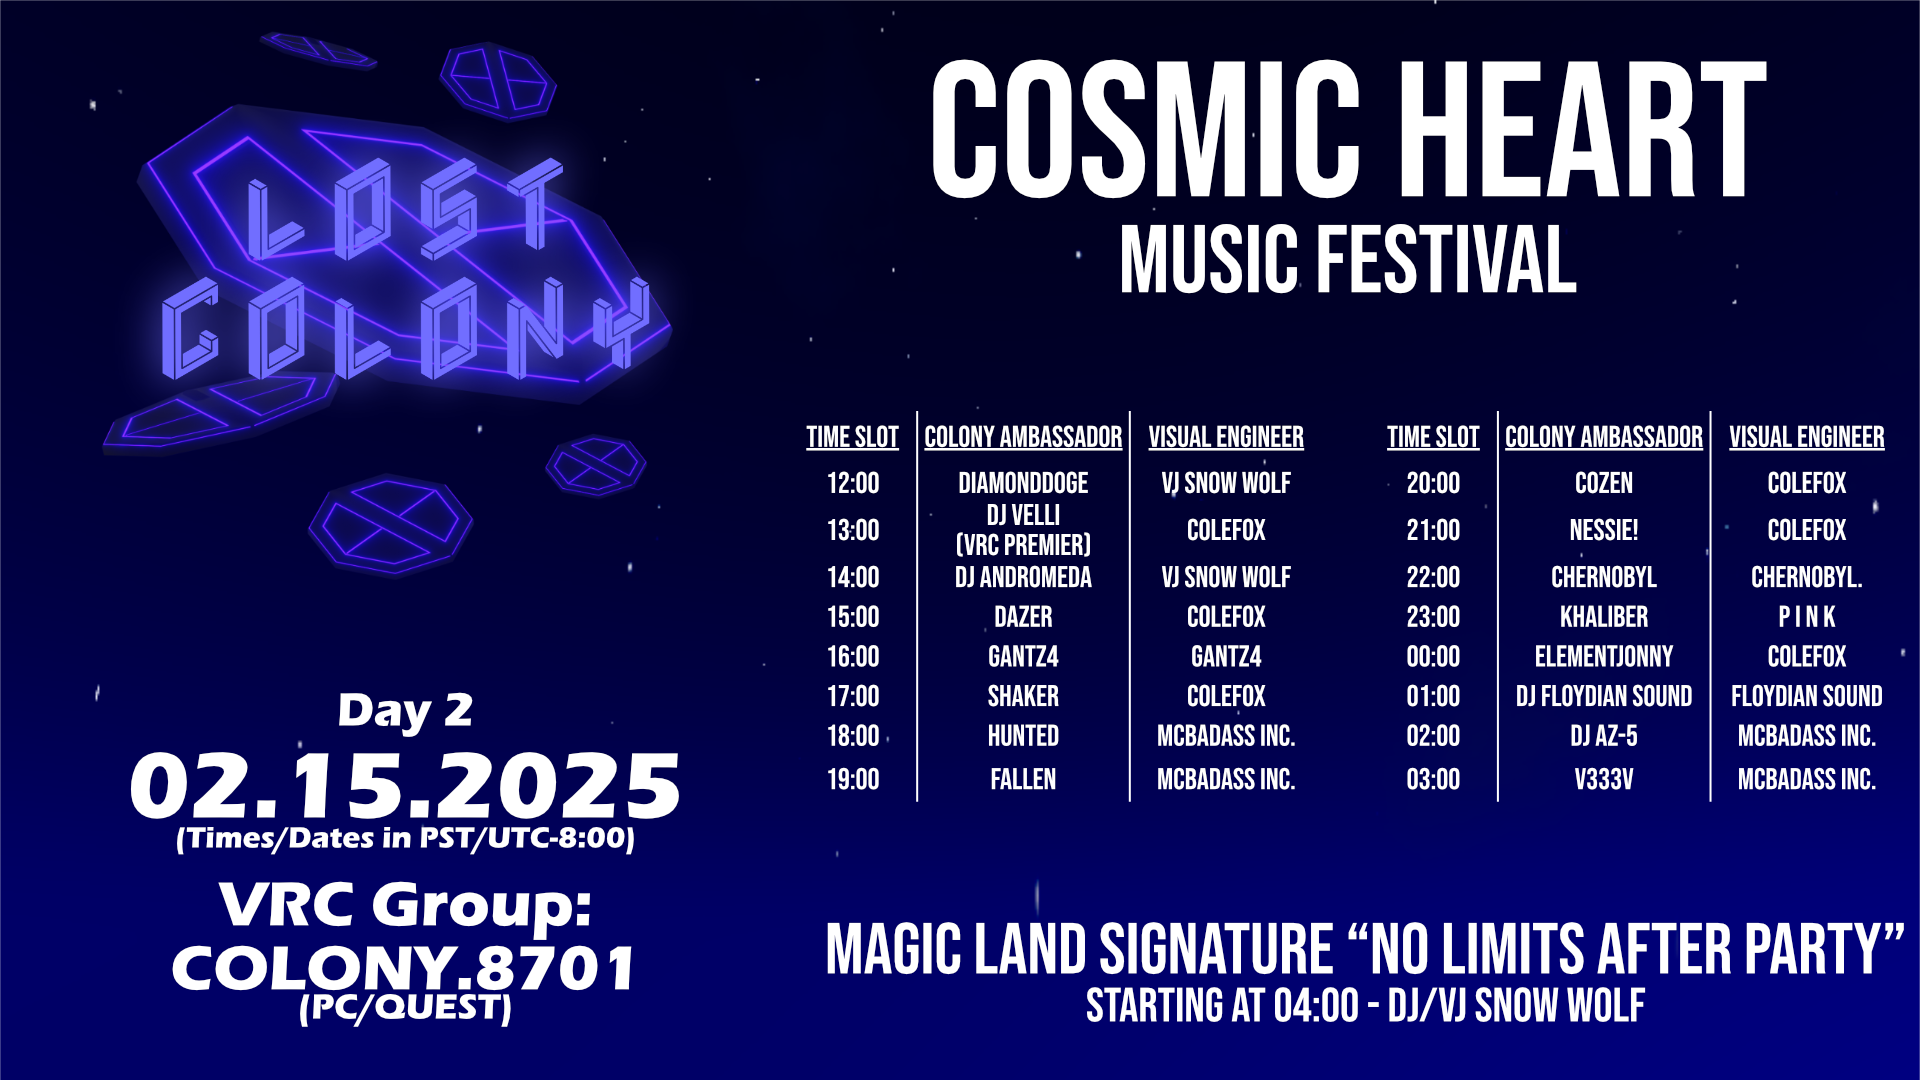 LOST
COLONY
COSMIC HEART
MUSIC FESTIVAL
TIME SLOT COLONY AMBASSADOR VISUAL ENGINEER
12:00 DIAMONDDOGE VJ SNOW WOLF
13:00 DJ VELLI
(VRC PREMIER) COLEFOX
14:00 DJ ANDROMEDA VJ SNOW WOLF
15:00 DAZER COLEFOX
16:00 GANTZ4 GANTZ4
17:00 SHAKER COLEFOX
18:00 HUNTED MCBADASS INC.
19:00 FALLEN MCBADASS INC.
TIME SLOT COLONY AMBASSADOR VISUAL ENGINEER
20:00 COZEN COLEFOX
21:00 NESSIE! COLEFOX
22:00 CHERNOBYL CHERNOBYL.
23:00 KHALIBER P I N K
00:00 ELEMENTJONNY COLEFOX
01:00 DJ FLOYDIAN SOUND FLOYDIAN SOUND
02:00 DJ AZ-5 MCBADASS INC.
03:00 V333V MCBADASS INC.
Day 2
02.15.2025
(Times/Dates in PST/UTC-8:00)
VRC Group:
COLONY.8701
(PC/QUEST)
MAGIC LAND SIGNATURE “NO LIMITS AFTER PARTY”
STARTING AT 04:00 - DJ/VJ SNOW WOLF